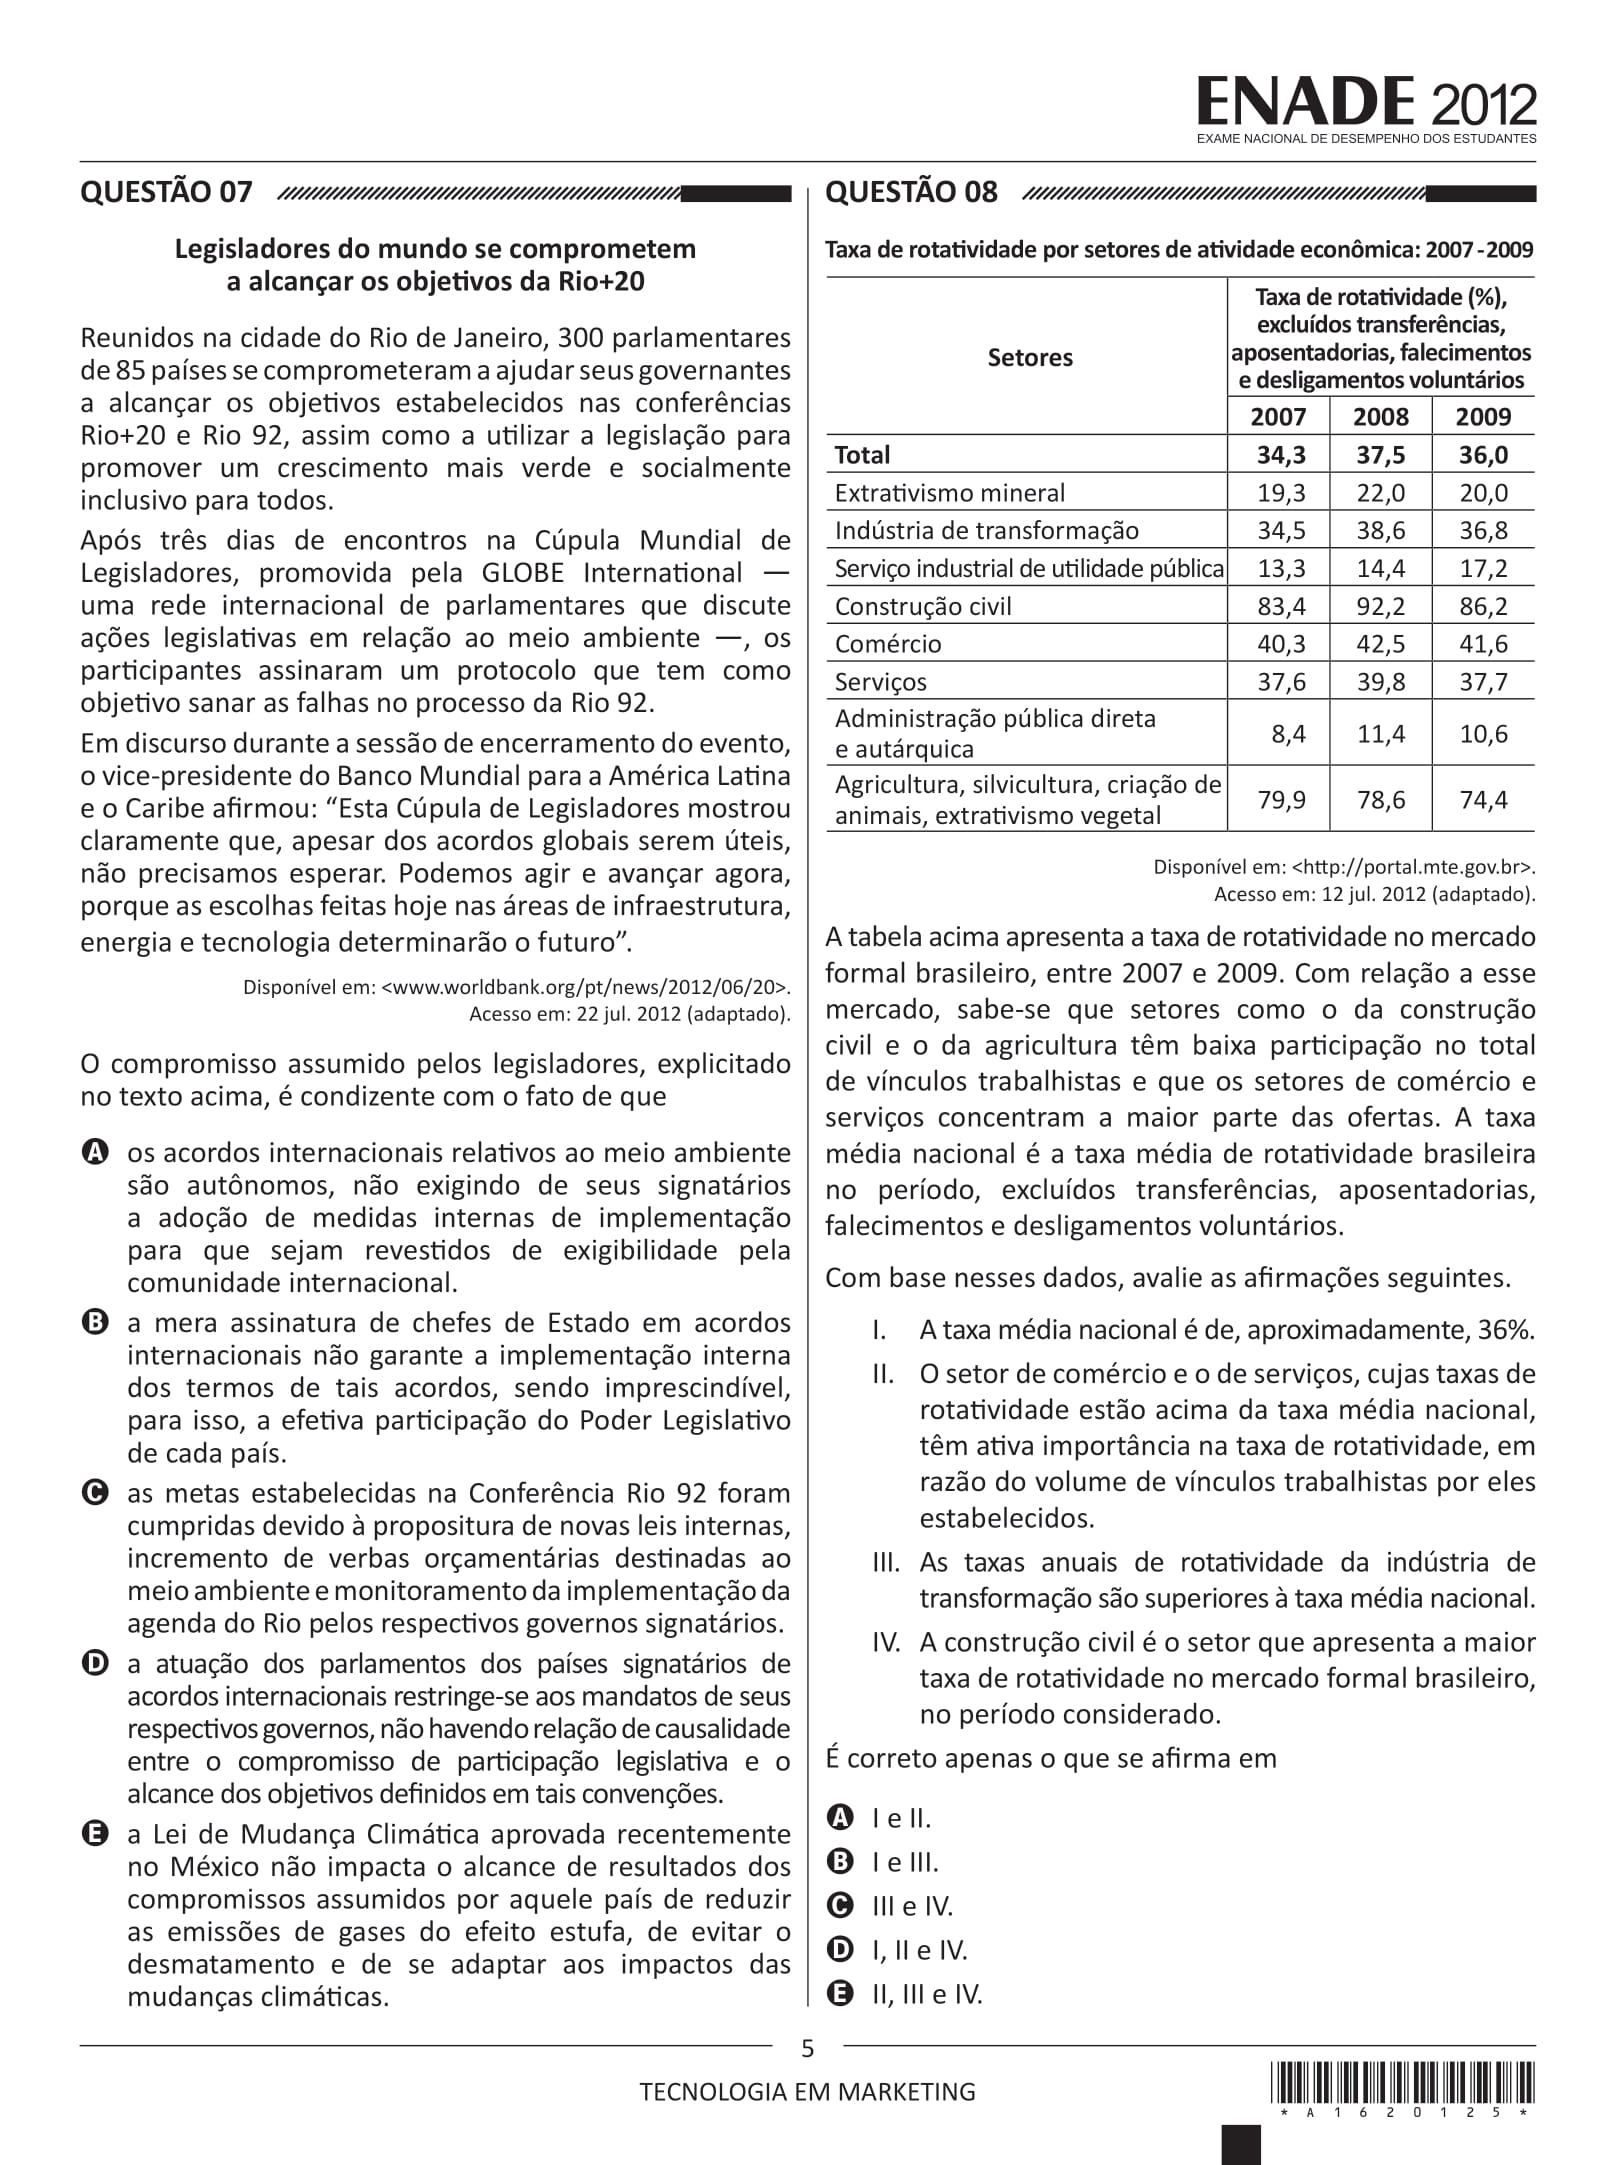 ENADE 2012
EXAME NACIONAL DE DESEMPENHO DOS ESTUDANTES
QUESTÃO 07
Legisladores do mundo se comprometem
a alcançar os objetivos da Rio+20
Reunidos na cidade do Rio de Janeiro, 300 parlamentares
de 85 países se comprometeram a ajudar seus governantes
a alcançar os objetivos estabelecidos nas conferências
Rio+20 e Rio 92, assim como a utilizar a legislação para
promover um crescimento mais verde e socialmente
inclusivo para todos.
Após três dias de encontros na Cúpula Mundial de
Legisladores, promovida pela GLOBE International —
uma rede internacional de parlamentares que discute
ações legislativas em relação ao meio ambiente —, os
participantes assinaram um protocolo que tem como
objetivo sanar as falhas no processo da Rio 92.
Em discurso durante a sessão de encerramento do evento,
o vice-presidente do Banco Mundial para a América Latina
e o Caribe afirmou: “Esta Cúpula de Legisladores mostrou
claramente que, apesar dos acordos globais serem úteis,
não precisamos esperar. Podemos agir e avançar agora,
porque as escolhas feitas hoje nas áreas de infraestrutura,
energia e tecnologia determinarão o futuro”.
Disponível em: <www.worldbank.org/pt/news/2012/06/20>.
Acesso em: 22 jul. 2012 (adaptado).
O compromisso assumido pelos legisladores, explicitado
no texto acima, é condizente com o fato de que
A os acordos internacionais relativos ao meio ambiente
são autônomos, não exigindo de seus signatários
a adoção de medidas internas de implementação
para que sejam revestidos de exigibilidade pela
comunidade internacional.
B a mera assinatura de chefes de Estado em acordos
internacionais não garante a implementação interna
dos termos de tais acordos, sendo imprescindível,
para isso, a efetiva participação do Poder Legislativo
de cada país.
C as metas estabelecidas na Conferência Rio 92 foram
cumpridas devido à propositura de novas leis internas,
incremento de verbas orçamentárias destinadas ao
meio ambiente e monitoramento da implementação da
agenda do Rio pelos respectivos governos signatários.
D a atuação dos parlamentos dos países signatários de
acordos internacionais restringe-se aos mandatos de seus
respectivos governos, não havendo relação de causalidade
entre o compromisso de participação legislativa e o
alcance dos objetivos definidos em tais convenções.
E a Lei de Mudança Climática aprovada recentemente
no México não impacta o alcance de resultados dos
compromissos assumidos por aquele país de reduzir
as emissões de gases do efeito estufa, de evitar o
desmatamento e de se adaptar aos impactos das
mudanças climáticas.
QUESTÃO 08
Taxa de rotatividade por setores de atividade econômica: 2007 - 2009
Setores
Taxa de rotatividade (%),
excluídos transferências,
aposentadorias, falecimentos
e desligamentos voluntários
2007 2008 2009
Total 34,3 37,5 36,0
Extrativismo mineral 19,3 22,0 20,0
Indústria de transformação 34,5 38,6 36,8
Serviço industrial de utilidade pública 13,3 14,4 17,2
Construção civil 83,4 92,2 86,2
Comércio 40,3 42,5 41,6
Serviços 37,6 39,8 37,7
Administração pública direta
e autárquica 8,4 11,4 10,6
Agricultura, silvicultura, criação de
animais, extrativismo vegetal 79,9 78,6 74,4
Disponível em: <http://portal.mte.gov.br>.
Acesso em: 12 jul. 2012 (adaptado).
A tabela acima apresenta a taxa de rotatividade no mercado
formal brasileiro, entre 2007 e 2009. Com relação a esse
mercado, sabe-se que setores como o da construção
civil e o da agricultura têm baixa participação no total
de vínculos trabalhistas e que os setores de comércio e
serviços concentram a maior parte das ofertas. A taxa
média nacional é a taxa média de rotatividade brasileira
no período, excluídos transferências, aposentadorias,
falecimentos e desligamentos voluntários.
Com base nesses dados, avalie as afirmações seguintes.
I. A taxa média nacional é de, aproximadamente, 36%.
II. O setor de comércio e o de serviços, cujas taxas de
rotatividade estão acima da taxa média nacional,
têm ativa importância na taxa de rotatividade, em
razão do volume de vínculos trabalhistas por eles
estabelecidos.
III. As taxas anuais de rotatividade da indústria de
transformação são superiores à taxa média nacional.
IV. A construção civil é o setor que apresenta a maior
taxa de rotatividade no mercado formal brasileiro,
no período considerado.
É correto apenas o que se afirma em
A I e II.
B I e III.
C III e IV.
D I, II e IV.
E II, III e IV.
5
TECNOLOGIA EM MARKETING
* A 1 6 2 0 1 2 5 *